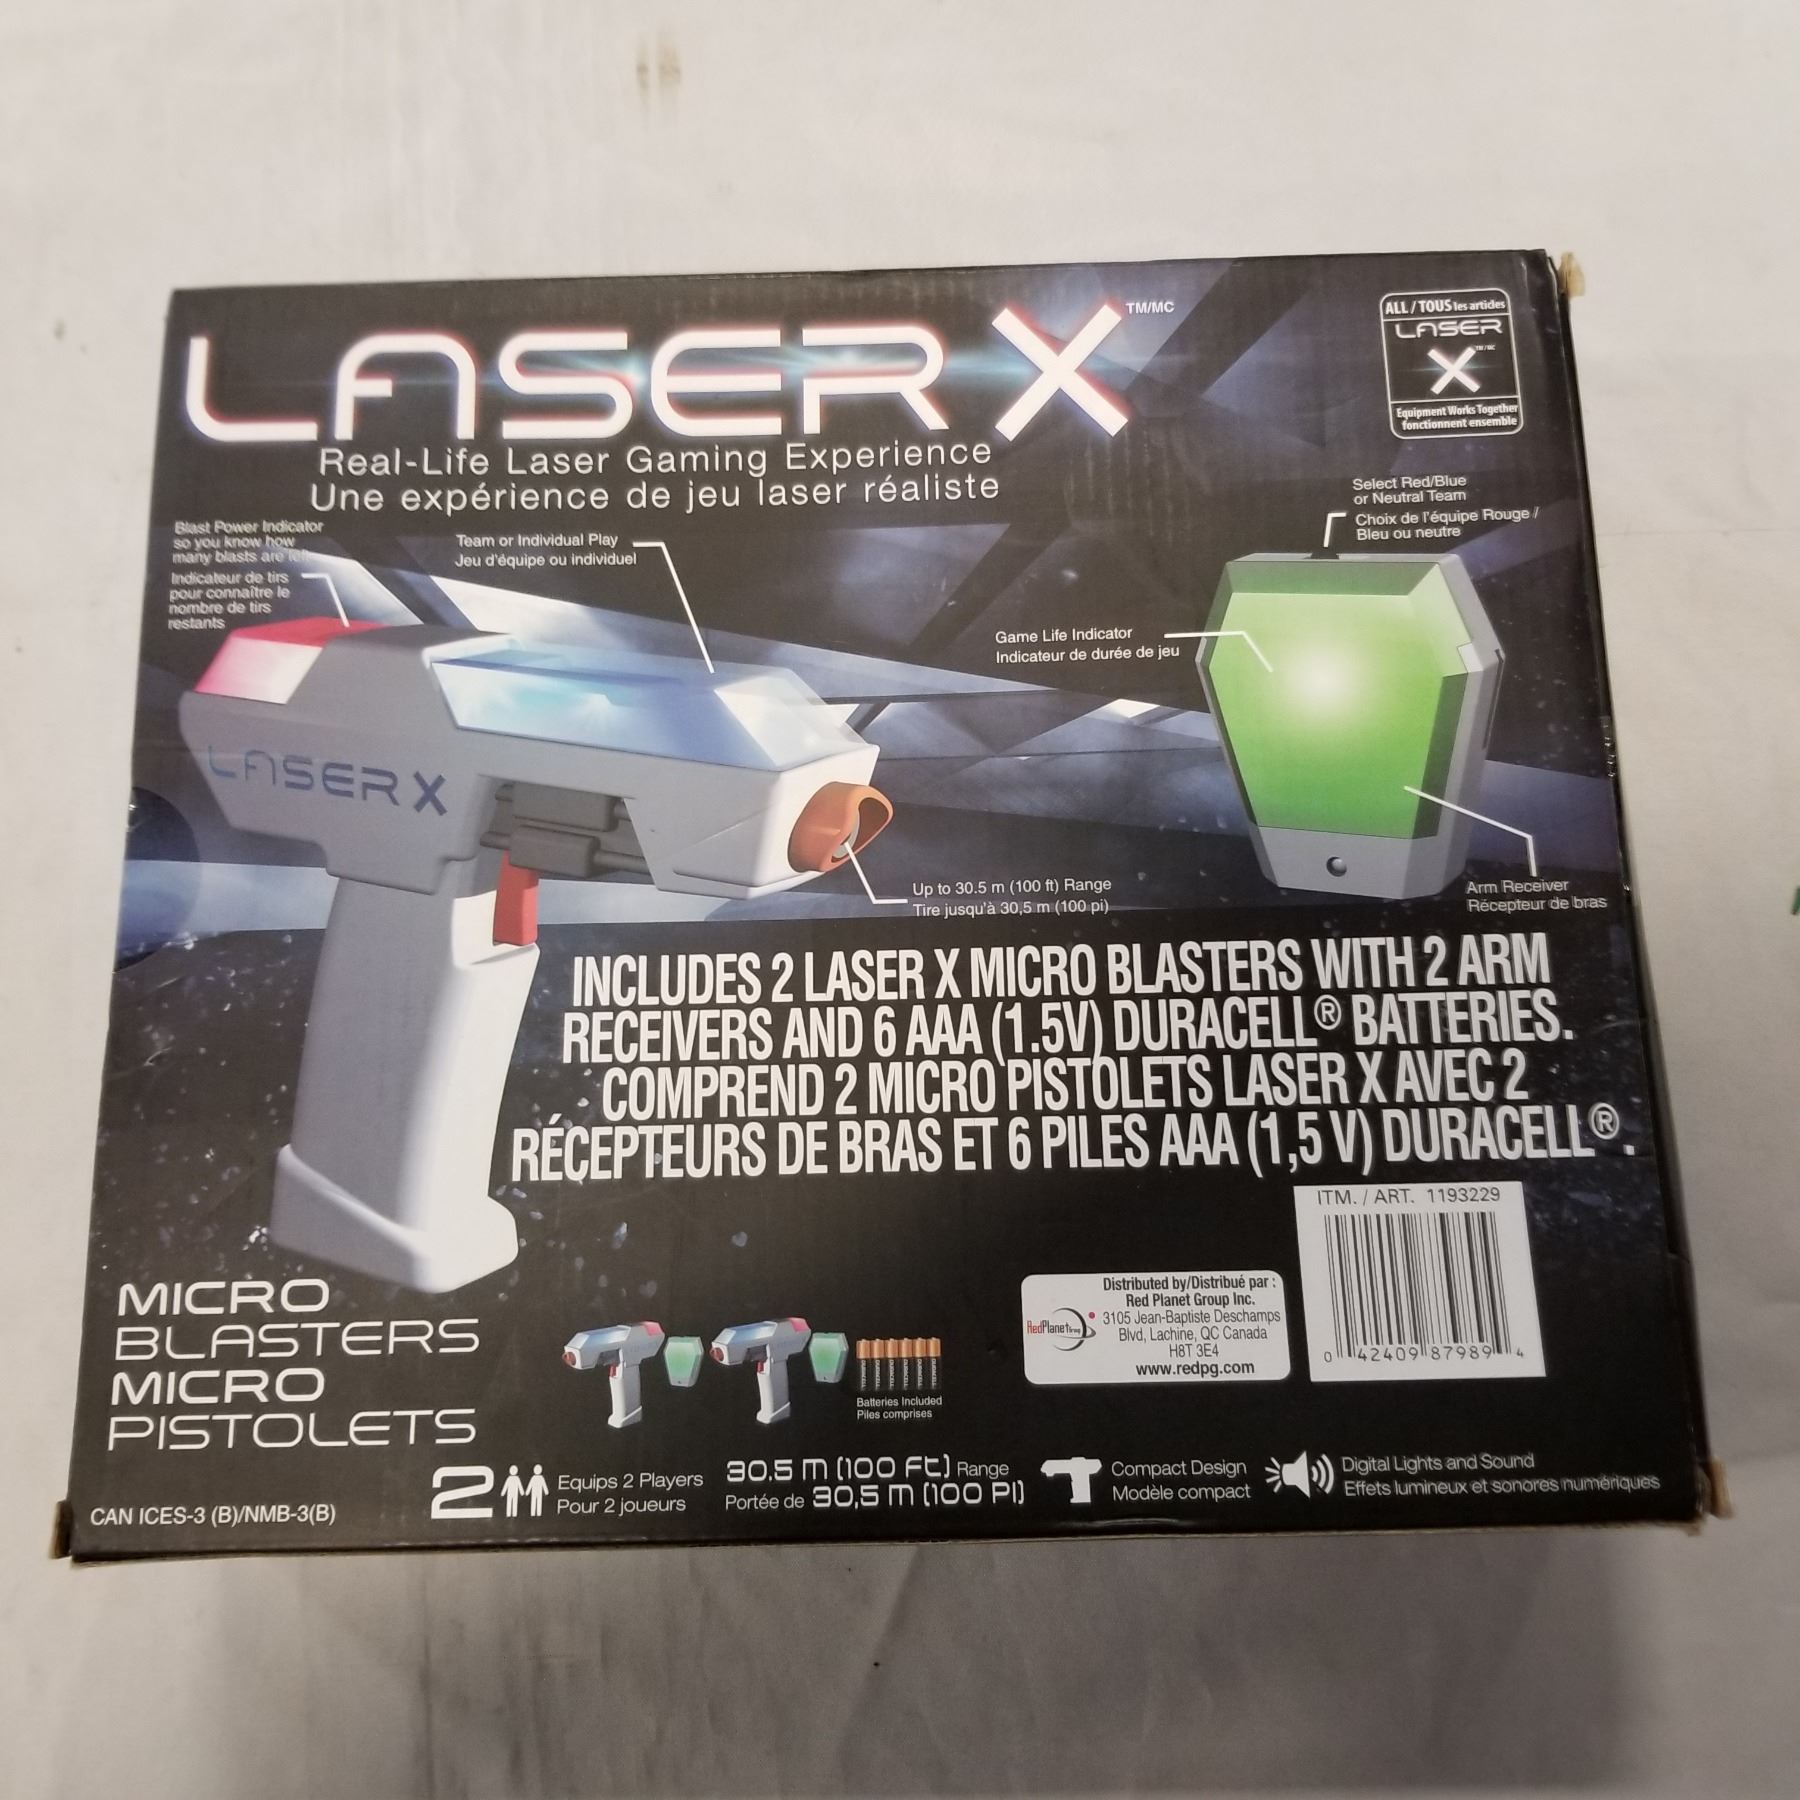 LASER X TM/MC
Real-Life Laser Gaming Experience
Une expérience de jeu laser réaliste
ALL / TOUS les articles
LASER
X TM/MC
Equipment Works Together
fonctionnent ensemble
Blast Power Indicator
so you know how
many blasts are left
Indicateur de tirs
pour connaître le
nombre de tirs
restants
Team or Individual Play
Jeu d'équipe ou individuel
Select Red/Blue
or Neutral Team
Choix de l'équipe Rouge /
Bleu ou neutre
Game Life Indicator
Indicateur de durée de jeu
LASER X
Up to 30.5 m (100 ft) Range
Tire jusqu'à 30,5 m (100 pi)
Arm Receiver
Récepteur de bras
INCLUDES 2 LASER X MICRO BLASTERS WITH 2 ARM
RECEIVERS AND 6 AAA (1.5V) DURACELL® BATTERIES.
COMPREND 2 MICRO PISTOLETS LASER X AVEC 2
RÉCEPTEURS DE BRAS ET 6 PILES AAA (1,5 V) DURACELL®.
ITM. / ART. 1193229
0 42409 87989 4
Distributed by/Distribué par :
Red Planet Group Inc.
3105 Jean-Baptiste Deschamps
Blvd, Lachine, QC Canada
H8T 3E4
www.redpg.com
RedPlanet Group
MICRO
BLASTERS
MICRO
PISTOLETS
DURACELL DURACELL DURACELL DURACELL DURACELL DURACELL
Batteries Included
Piles comprises
CAN ICES-3 (B)/NMB-3(B)
2 Equips 2 Players
Pour 2 joueurs
30.5 m (100 Ft) Range
Portée de 30,5 m (100 PI)
Compact Design
Modèle compact
Digital Lights and Sound
Effets lumineux et sonores numériques